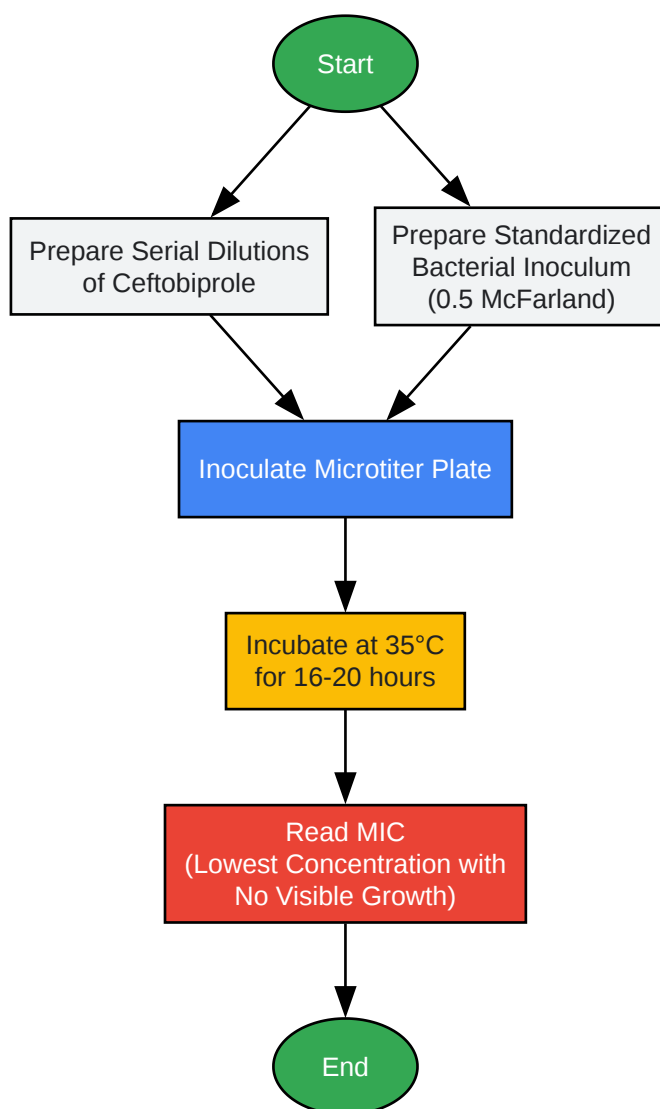 Start
Prepare Serial Dilutions
of Ceftobiprole
Prepare Standardized
Bacterial Inoculum
(0.5 McFarland)
Inoculate Microtiter Plate
Incubate at 35°C
for 16-20 hours
Read MIC
(Lowest Concentration with
No Visible Growth)
End